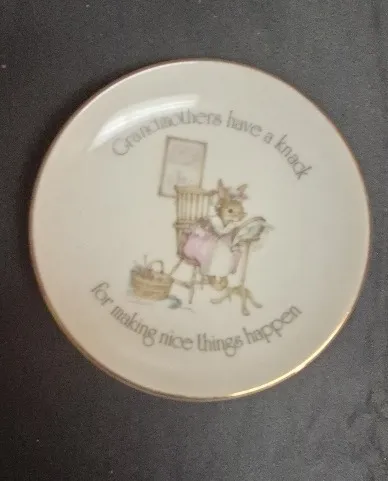 Grandmothers have a knack
for making nice things happen